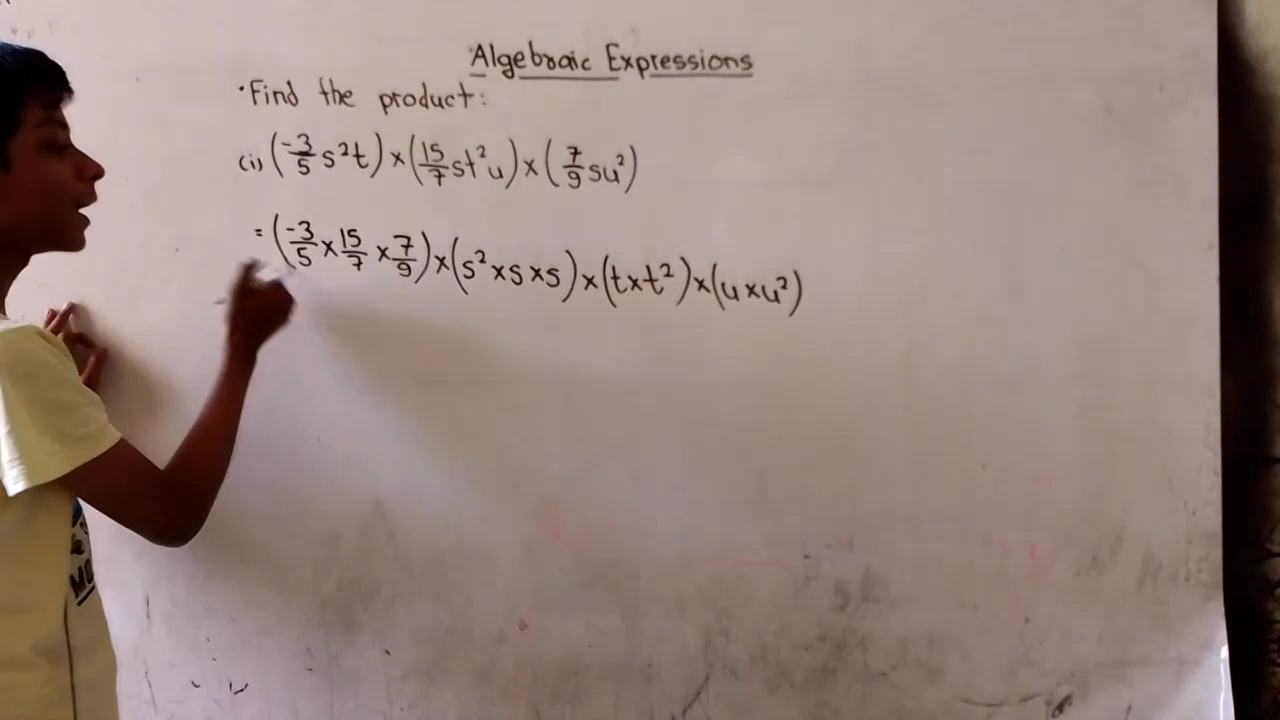 Algebraic Expressions
·Find the product:
(i) (-3/5 s²t) × (15/7 st²u) × (7/9 su²)
= (-3/5 × 15/7 × 7/9) × (s² × s × s) × (t × t²) × (u × u²)
MO